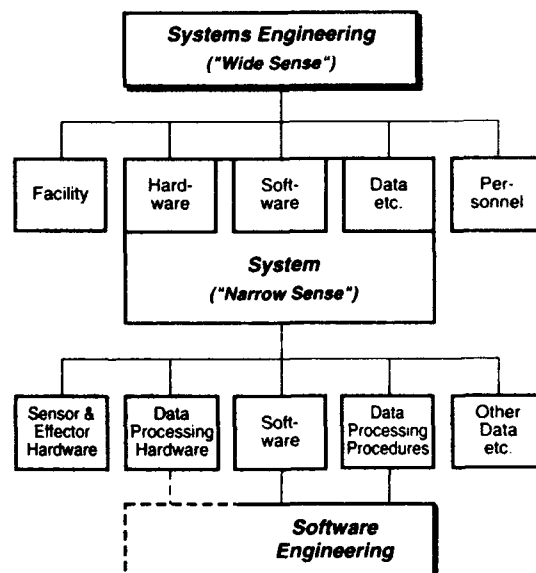 Systems Engineering
("Wide Sense")
Facility
Hard-
ware
Soft-
ware
Data
etc.
Per-
sonnel
System
("Narrow Sense")
Sensor &
Effector
Hardware
Data
Processing
Hardware
Soft-
ware
Data
Processing
Procedures
Other
Data
etc.
Software
Engineering